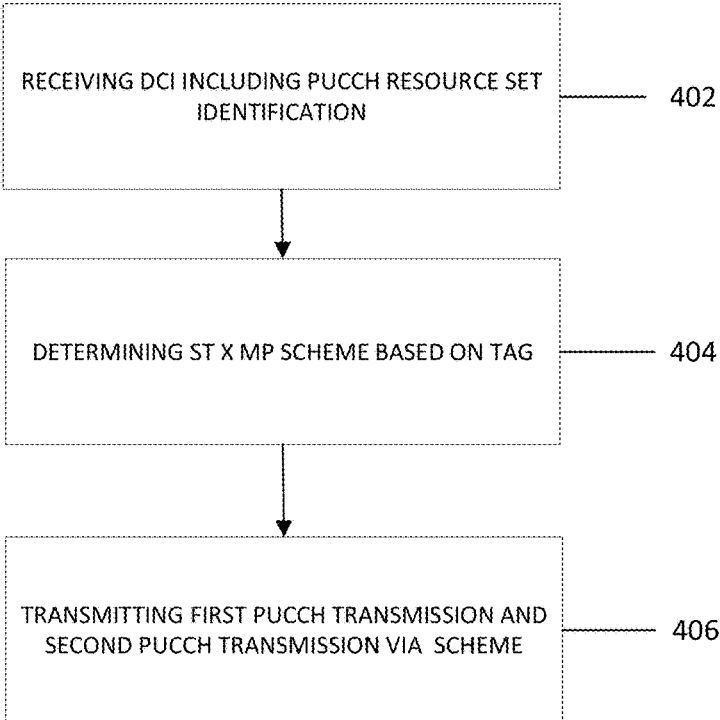 RECEIVING DCI INCLUDING PUCCH RESOURCE SET
IDENTIFICATION
402
DETERMINING ST X MP SCHEME BASED ON TAG
404
TRANSMITTING FIRST PUCCH TRANSMISSION AND
SECOND PUCCH TRANSMISSION VIA SCHEME
406